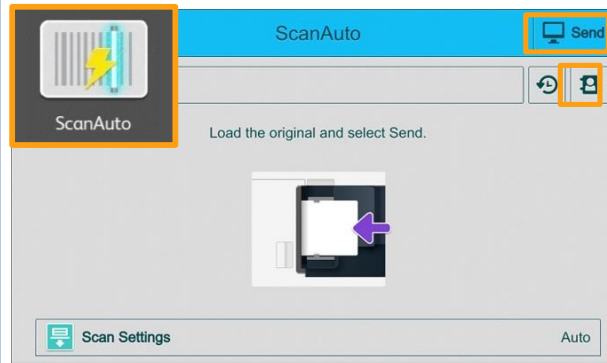 ScanAuto
Send
ScanAuto
Load the original and select Send.
Scan Settings
Auto